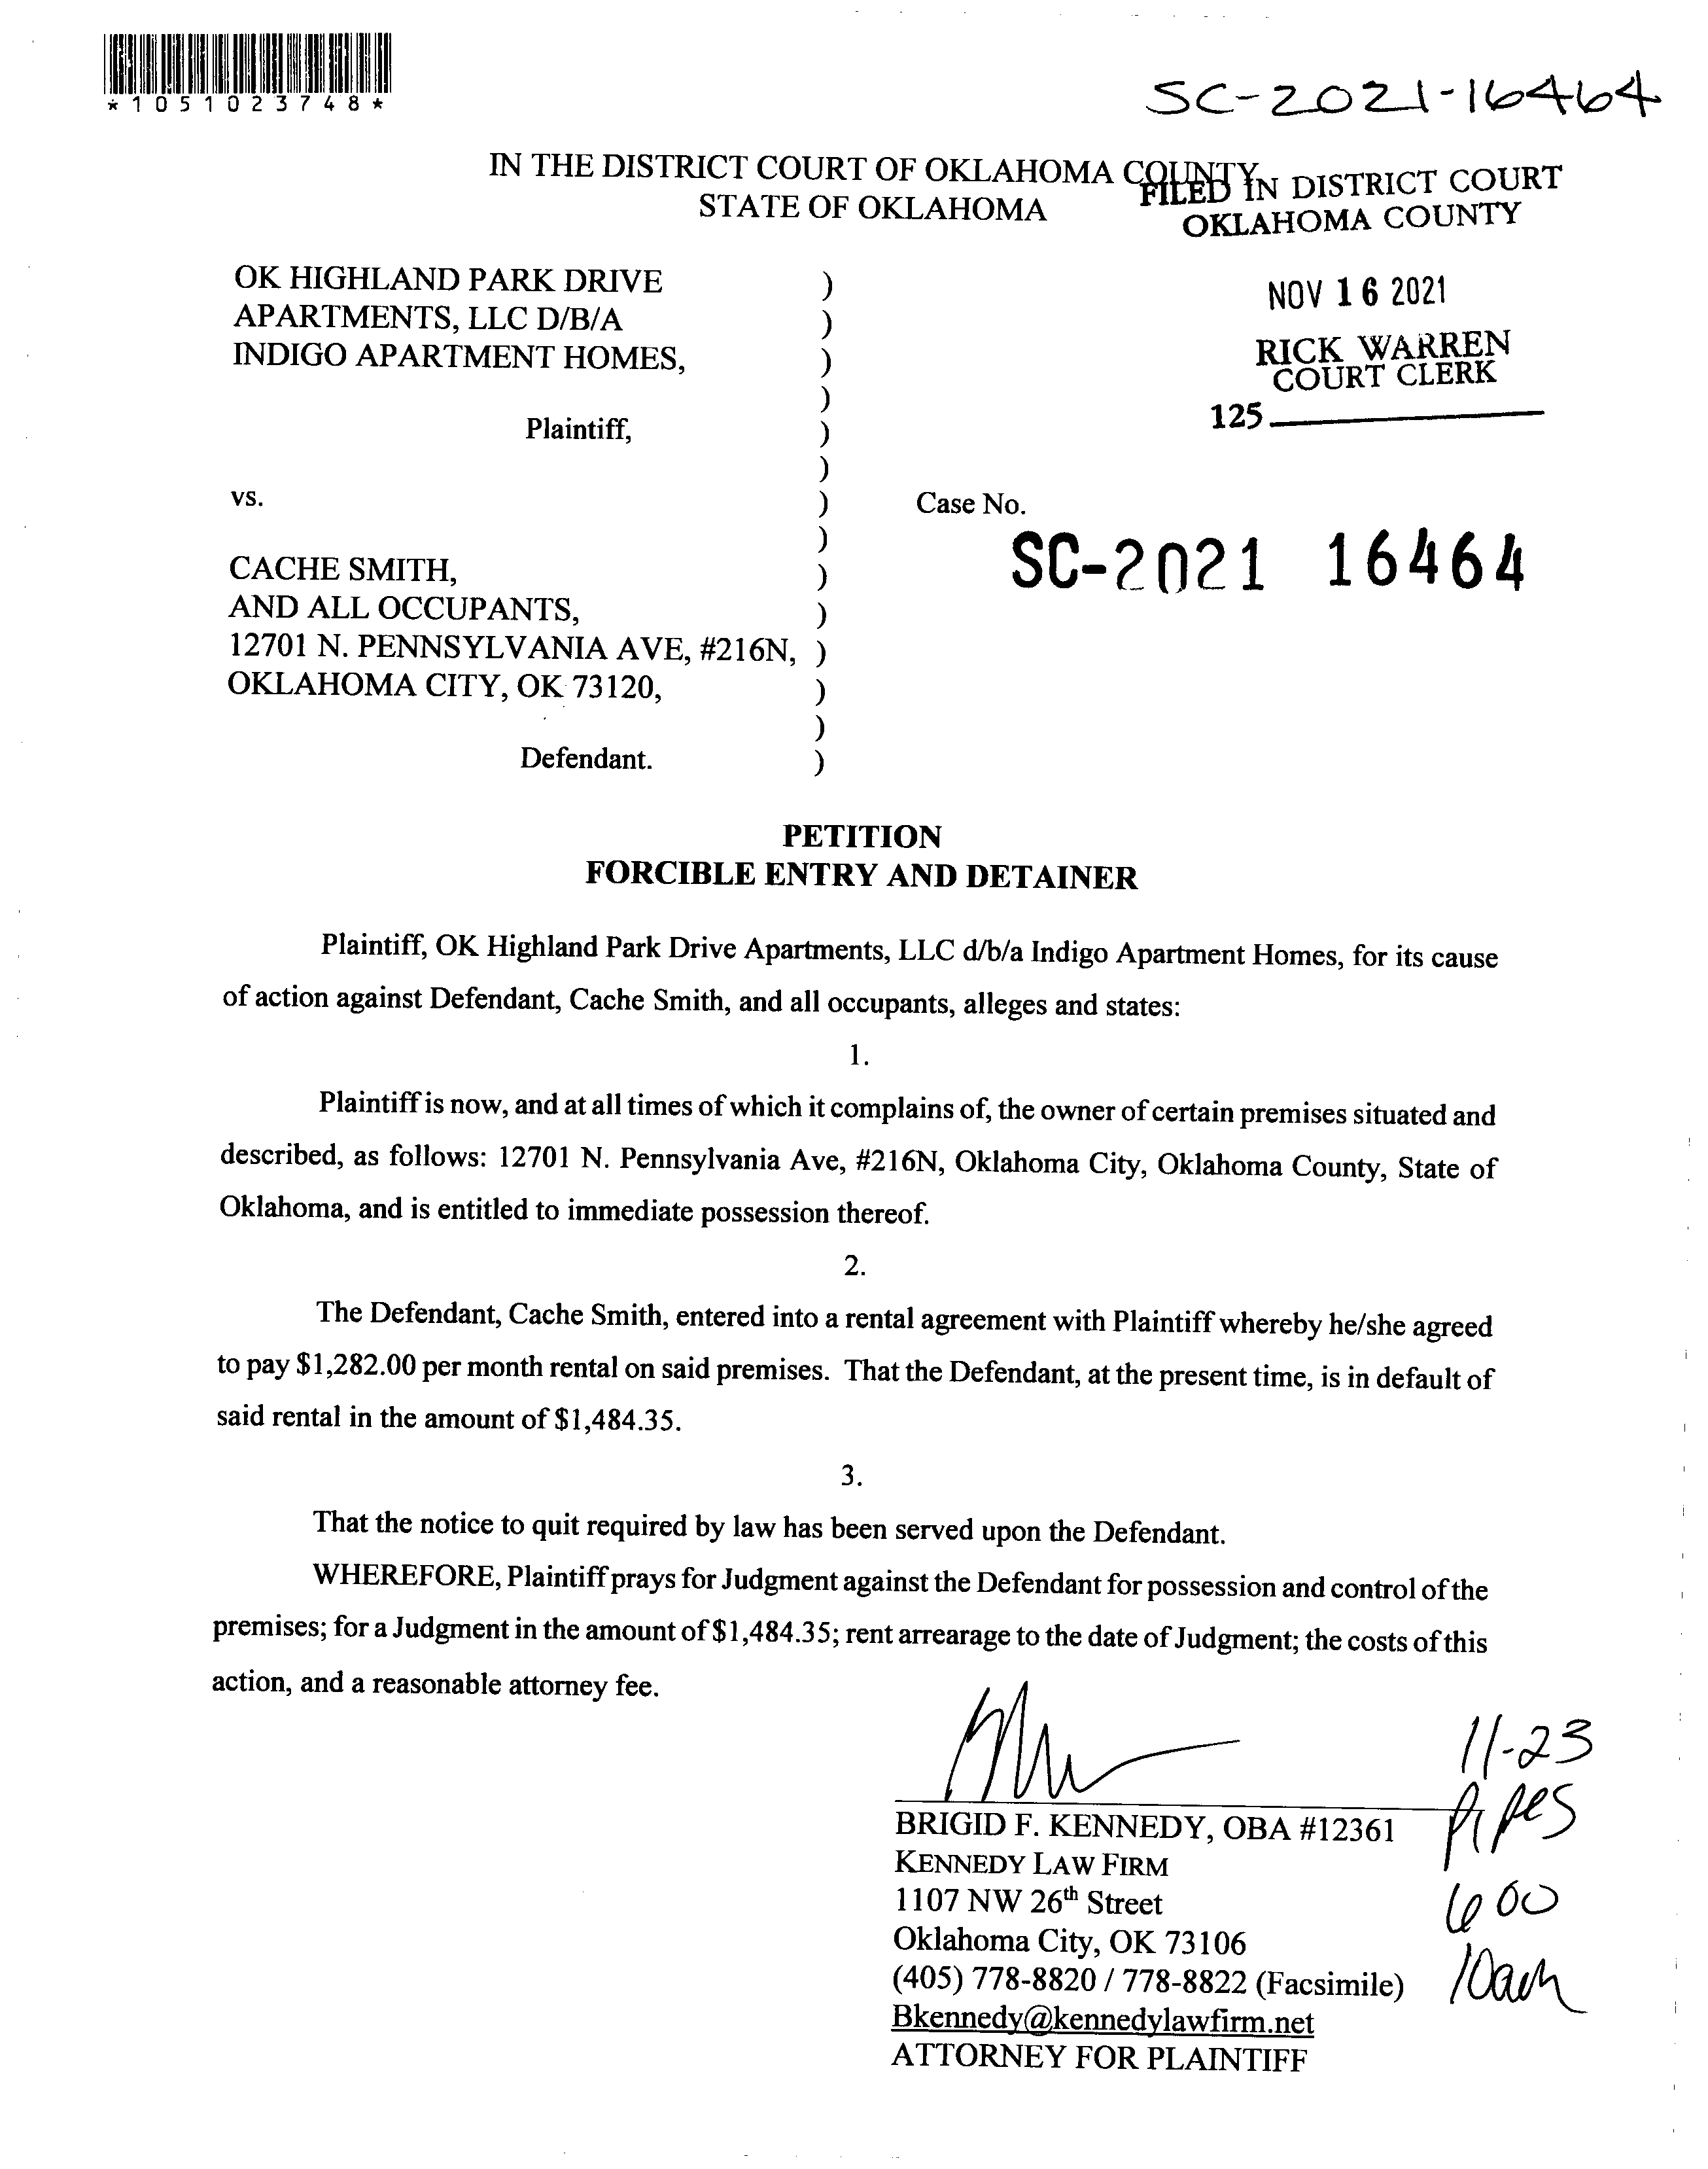 *1051023748*
SC-2021-16464
IN THE DISTRICT COURT OF OKLAHOMA COUNTY
STATE OF OKLAHOMA
FILED IN DISTRICT COURT
OKLAHOMA COUNTY
NOV 16 2021
RICK WARREN
COURT CLERK
125
OK HIGHLAND PARK DRIVE )
APARTMENTS, LLC D/B/A )
INDIGO APARTMENT HOMES, )
)
Plaintiff, )
)
vs. ) Case No.
)
SC-2021 16464
CACHE SMITH, )
AND ALL OCCUPANTS, )
12701 N. PENNSYLVANIA AVE, #216N, )
OKLAHOMA CITY, OK 73120, )
)
Defendant. )
PETITION
FORCIBLE ENTRY AND DETAINER
Plaintiff, OK Highland Park Drive Apartments, LLC d/b/a Indigo Apartment Homes, for its cause
of action against Defendant, Cache Smith, and all occupants, alleges and states:
1.
Plaintiff is now, and at all times of which it complains of, the owner of certain premises situated and
described, as follows: 12701 N. Pennsylvania Ave, #216N, Oklahoma City, Oklahoma County, State of
Oklahoma, and is entitled to immediate possession thereof.
2.
The Defendant, Cache Smith, entered into a rental agreement with Plaintiff whereby he/she agreed
to pay $1,282.00 per month rental on said premises. That the Defendant, at the present time, is in default of
said rental in the amount of $1,484.35.
3.
That the notice to quit required by law has been served upon the Defendant.
WHEREFORE, Plaintiff prays for Judgment against the Defendant for possession and control of the
premises; for a Judgment in the amount of $1,484.35; rent arrearage to the date of Judgment; the costs of this
action, and a reasonable attorney fee.
BRIGID F. KENNEDY, OBA #12361
KENNEDY LAW FIRM
1107 NW 26th Street
Oklahoma City, OK 73106
(405) 778-8820 / 778-8822 (Facsimile)
Bkennedy@kennedylawfirm.net
ATTORNEY FOR PLAINTIFF
11-23
Pipes
600
10am